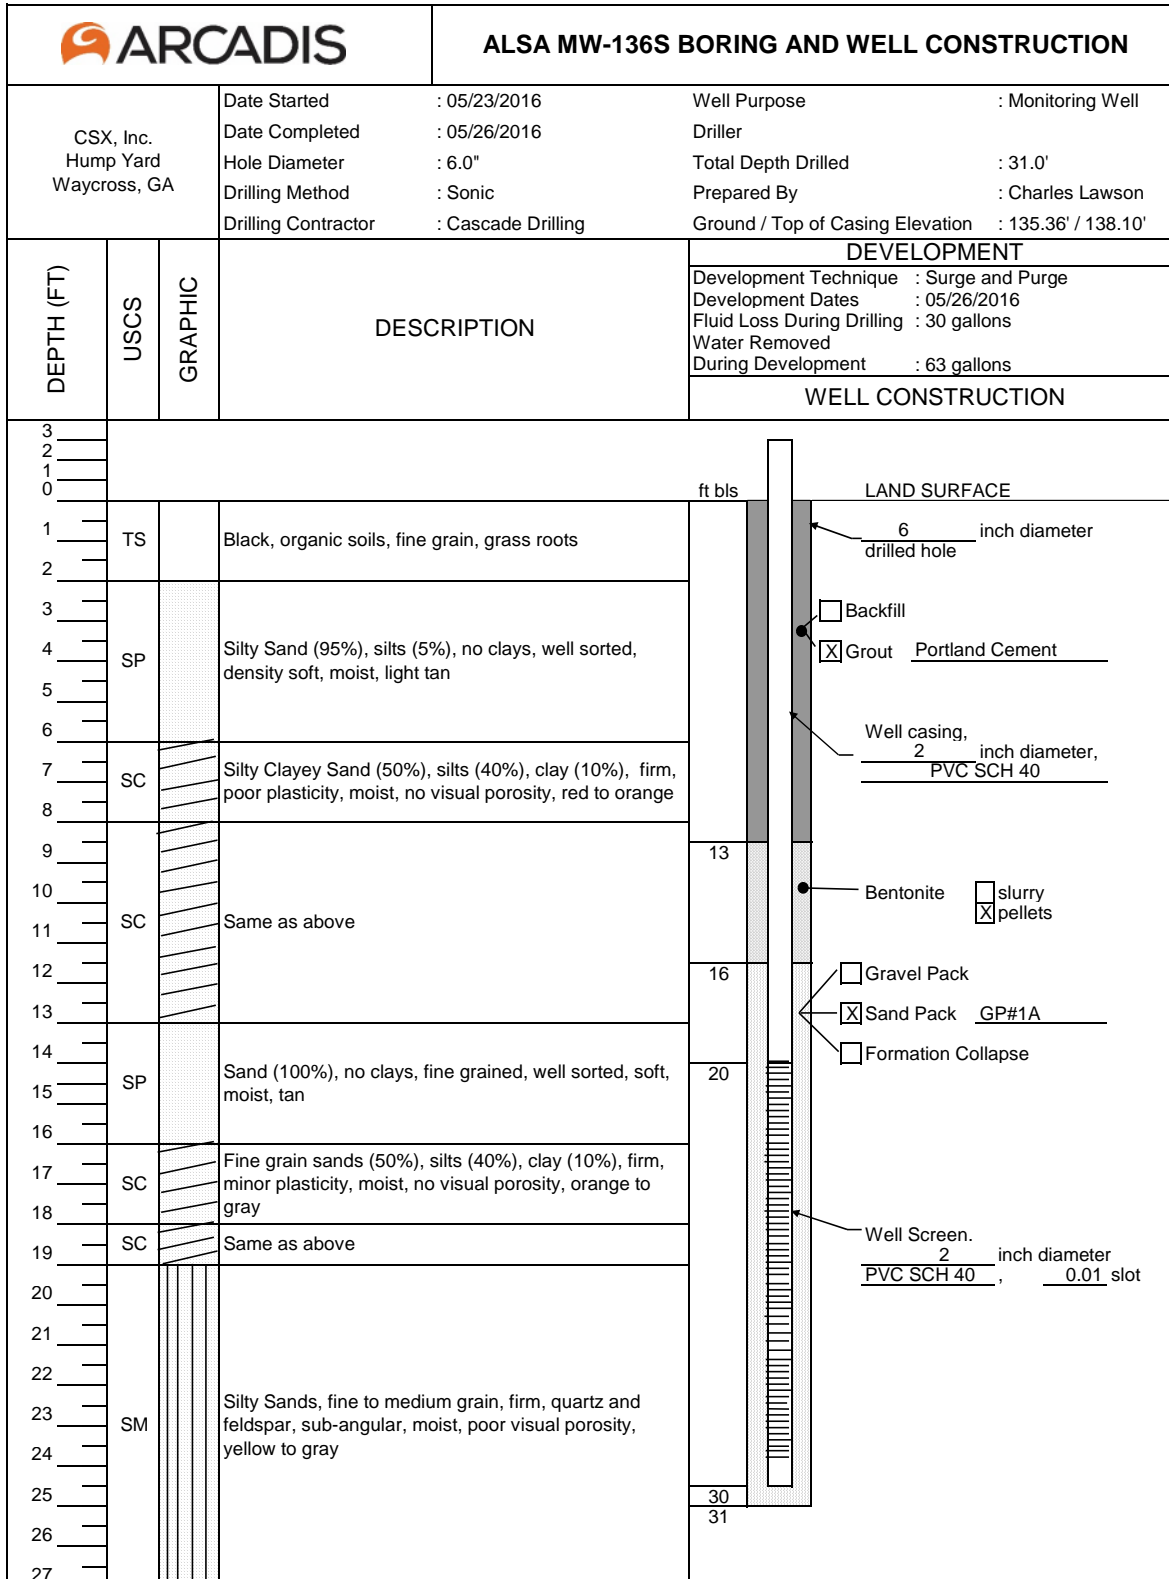 ARCADIS
ALSA MW-136S BORING AND WELL CONSTRUCTION
CSX, Inc.
Hump Yard
Waycross, GA
Date Started : 05/23/2016
Date Completed : 05/26/2016
Hole Diameter : 6.0"
Drilling Method : Sonic
Drilling Contractor : Cascade Drilling
Well Purpose : Monitoring Well
Driller
Total Depth Drilled : 31.0'
Prepared By : Charles Lawson
Ground / Top of Casing Elevation : 135.36' / 138.10'
DEPTH (FT)
USCS
GRAPHIC
DESCRIPTION
DEVELOPMENT
Development Technique : Surge and Purge
Development Dates : 05/26/2016
Fluid Loss During Drilling : 30 gallons
Water Removed
During Development : 63 gallons
WELL CONSTRUCTION
3
2
1
0
1
2
3
4
5
6
7
8
9
10
11
12
13
14
15
16
17
18
19
20
21
22
23
24
25
26
27
TS
Black, organic soils, fine grain, grass roots
SP
Silty Sand (95%), silts (5%), no clays, well sorted,
density soft, moist, light tan
SC
Silty Clayey Sand (50%), silts (40%), clay (10%), firm,
poor plasticity, moist, no visual porosity, red to orange
SC
Same as above
SP
Sand (100%), no clays, fine grained, well sorted, soft,
moist, tan
SC
Fine grain sands (50%), silts (40%), clay (10%), firm,
minor plasticity, moist, no visual porosity, orange to
gray
SC
Same as above
SM
Silty Sands, fine to medium grain, firm, quartz and
feldspar, sub-angular, moist, poor visual porosity,
yellow to gray
ft bls
13
16
20
30
31
LAND SURFACE
6 inch diameter
drilled hole
Backfill
X Grout Portland Cement
Well casing,
2 inch diameter,
PVC SCH 40
Bentonite slurry
X pellets
Gravel Pack
X Sand Pack GP#1A
Formation Collapse
Well Screen.
2 inch diameter
PVC SCH 40 , 0.01 slot